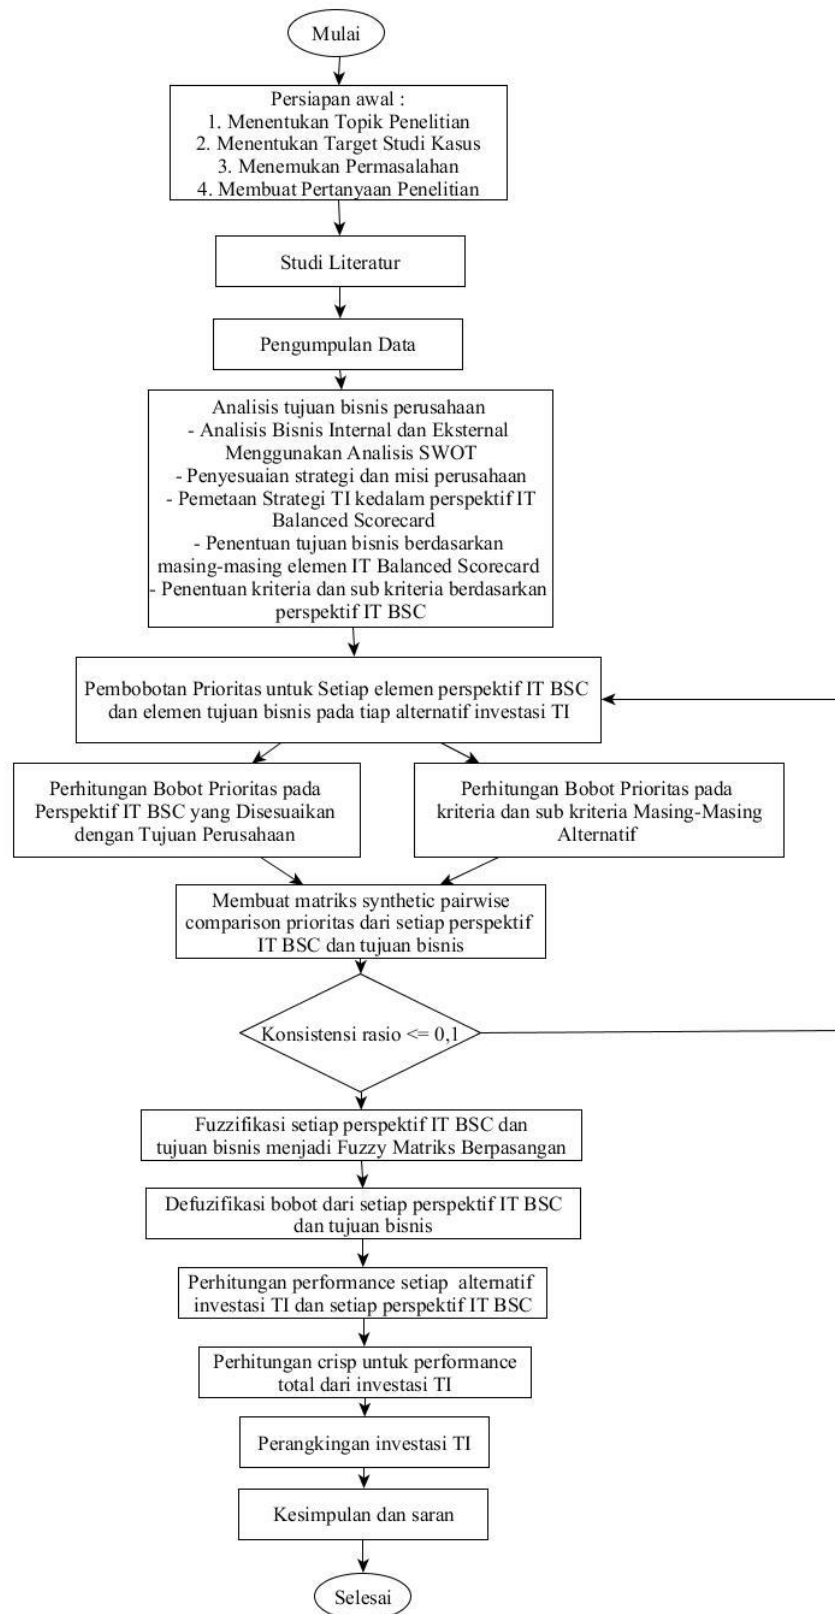 Mulai
Persiapan awal :
1. Menentukan Topik Penelitian
2. Menentukan Target Studi Kasus
3. Menemukan Permasalahan
4. Membuat Pertanyaan Penelitian
Studi Literatur
Pengumpulan Data
Analisis tujuan bisnis perusahaan
- Analisis Bisnis Internal dan Eksternal
Menggunakan Analisis SWOT
- Penyesuaian strategi dan misi perusahaan
- Pemetaan Strategi TI kedalam perspektif IT
Balanced Scorecard
- Penentuan tujuan bisnis berdasarkan
masing-masing elemen IT Balanced Scorecard
- Penentuan kriteria dan sub kriteria berdasarkan
perspektif IT BSC
Pembobotan Prioritas untuk Setiap elemen perspektif IT BSC
dan elemen tujuan bisnis pada tiap alternatif investasi TI
Perhitungan Bobot Prioritas pada
Perspektif IT BSC yang Disesuaikan
dengan Tujuan Perusahaan
Perhitungan Bobot Prioritas pada
kriteria dan sub kriteria Masing-Masing
Alternatif
Membuat matriks synthetic pairwise
comparison prioritas dari setiap perspektif
IT BSC dan tujuan bisnis
Konsistensi rasio <= 0,1
Fuzzifikasi setiap perspektif IT BSC dan
tujuan bisnis menjadi Fuzzy Matriks Berpasangan
Defuzifikasi bobot dari setiap perspektif IT BSC
dan tujuan bisnis
Perhitungan performance setiap alternatif
investasi TI dan setiap perspektif IT BSC
Perhitungan crisp untuk performance
total dari investasi TI
Perangkingan investasi TI
Kesimpulan dan saran
Selesai